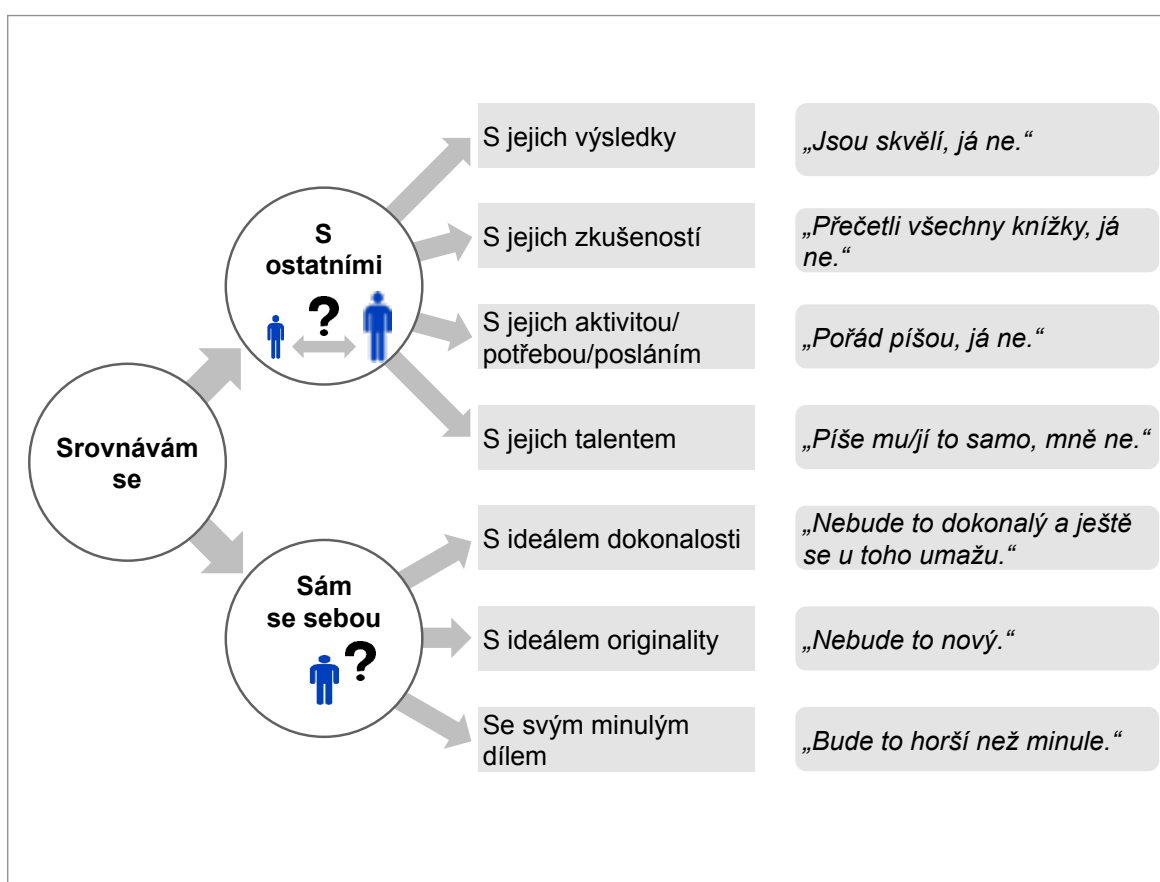 Srovnávám
se
S
ostatními
?
S jejich výsledky
„Jsou skvělí, já ne.“
S jejich zkušeností
„Přečetli všechny knížky, já
ne.“
S jejich aktivitou/
potřebou/posláním
„Pořád píšou, já ne.“
S jejich talentem
„Píše mu/jí to samo, mně ne.“
Sám
se sebou
?
S ideálem dokonalosti
„Nebude to dokonalý a ještě
se u toho umažu.“
S ideálem originality
„Nebude to nový.“
Se svým minulým
dílem
„Bude to horší než minule.“